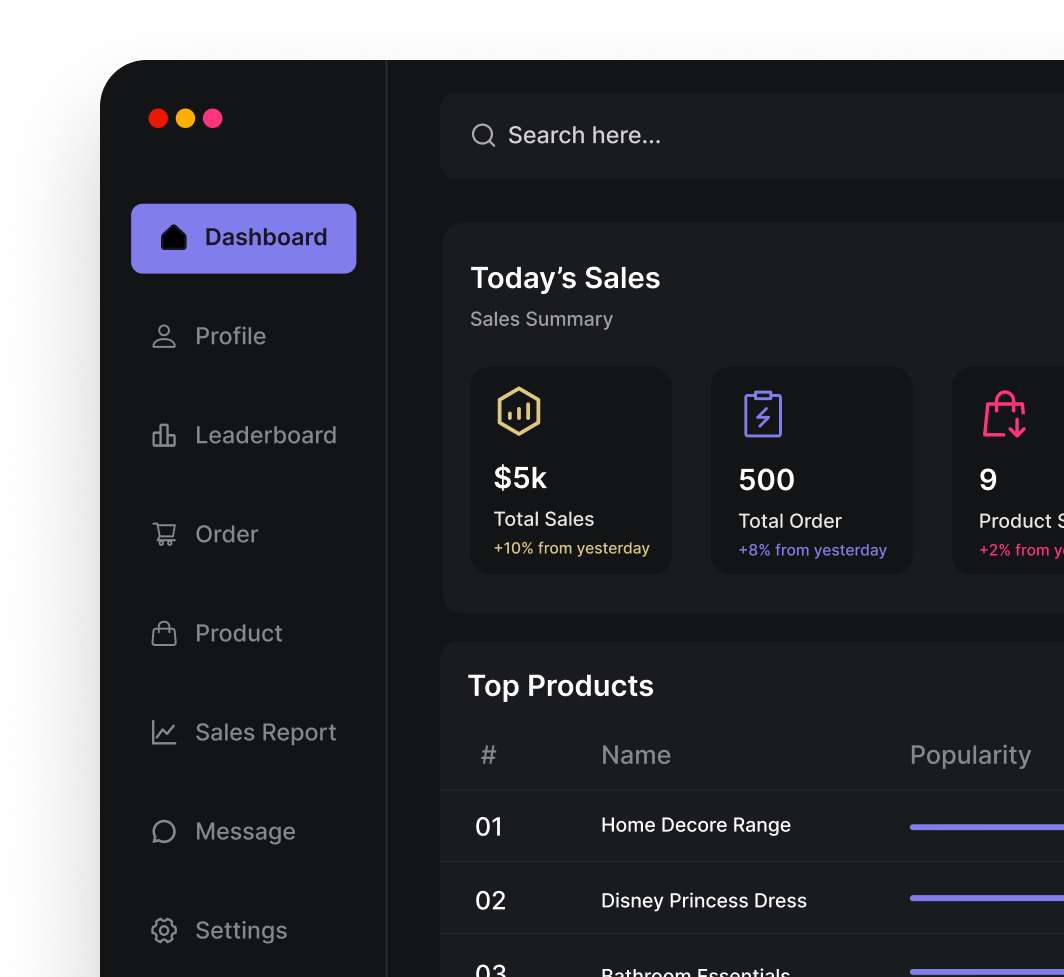 Search here...
Dashboard
Profile
Leaderboard
Order
Product
Sales Report
Message
Settings
Today’s Sales
Sales Summary
$5k
Total Sales
+10% from yesterday
500
Total Order
+8% from yesterday
9
Product
+2% from
Top Products
# Name Popularity
01 Home Decore Range
02 Disney Princess Dress
03 Bathroom Essentials